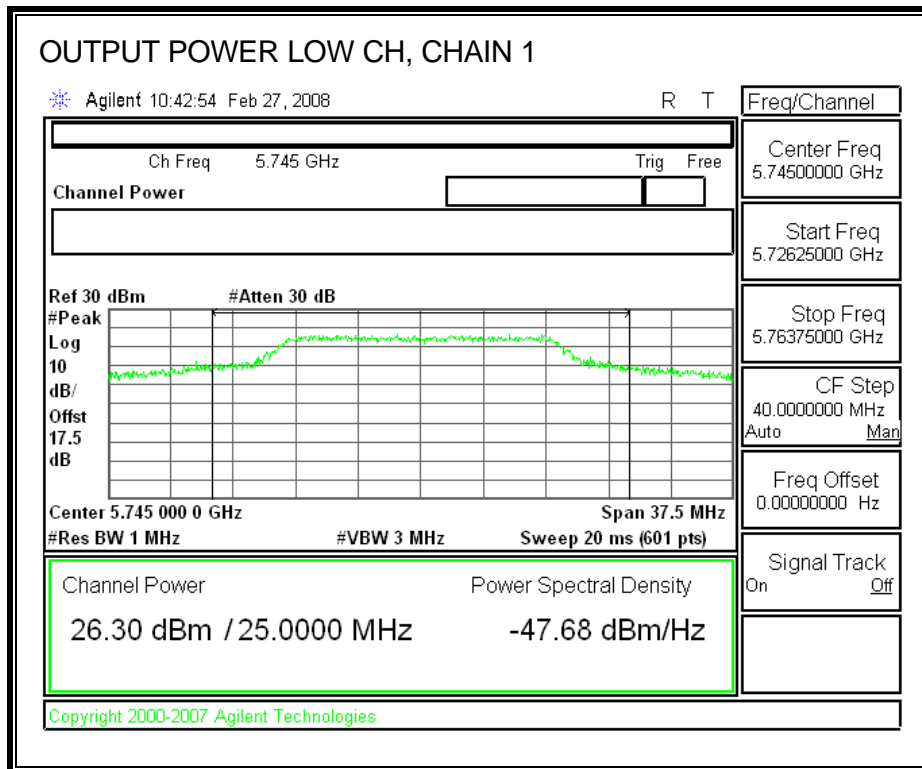 OUTPUT POWER LOW CH, CHAIN 1
Agilent 10:42:54 Feb 27, 2008 R T
Freq/Channel
Ch Freq 5.745 GHz Trig Free
Channel Power
Center Freq
5.74500000 GHz
Start Freq
5.72625000 GHz
Stop Freq
5.76375000 GHz
CF Step
40.0000000 MHz
Auto Man
Freq Offset
0.00000000 Hz
Signal Track
On Off
Ref 30 dBm #Atten 30 dB
#Peak
Log
10
dB/
Offst
17.5
dB
Center 5.745 000 0 GHz Span 37.5 MHz
#Res BW 1 MHz #VBW 3 MHz Sweep 20 ms (601 pts)
Channel Power Power Spectral Density
26.30 dBm / 25.0000 MHz -47.68 dBm/Hz
Copyright 2000-2007 Agilent Technologies